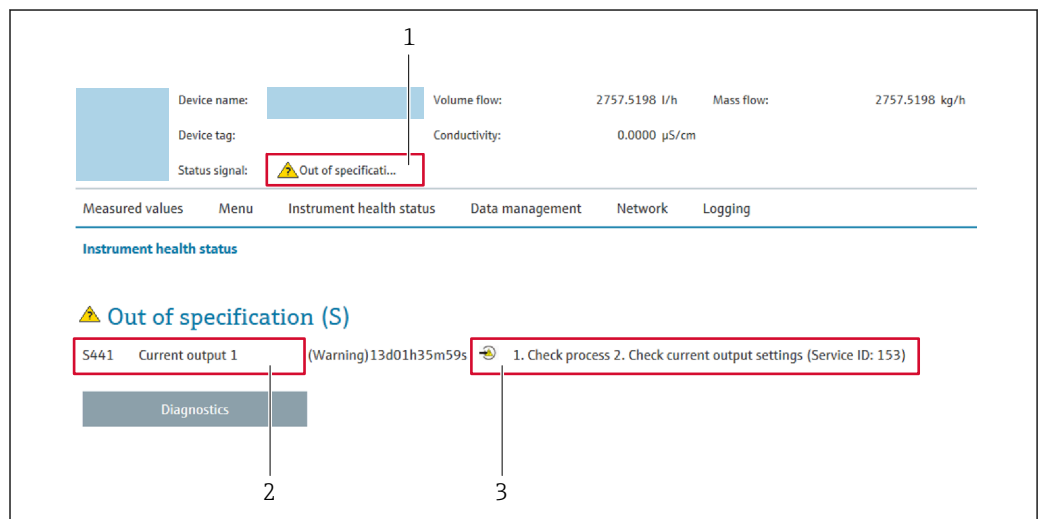 1
Device name: Volume flow: 2757.5198 l/h Mass flow: 2757.5198 kg/h
Device tag: Conductivity: 0.0000 µS/cm
Status signal: Out of specificati...
Measured values Menu Instrument health status Data management Network Logging
Instrument health status
Out of specification (S)
S441 Current output 1 (Warning)13d01h35m59s 1. Check process 2. Check current output settings (Service ID: 153)
Diagnostics
2 3